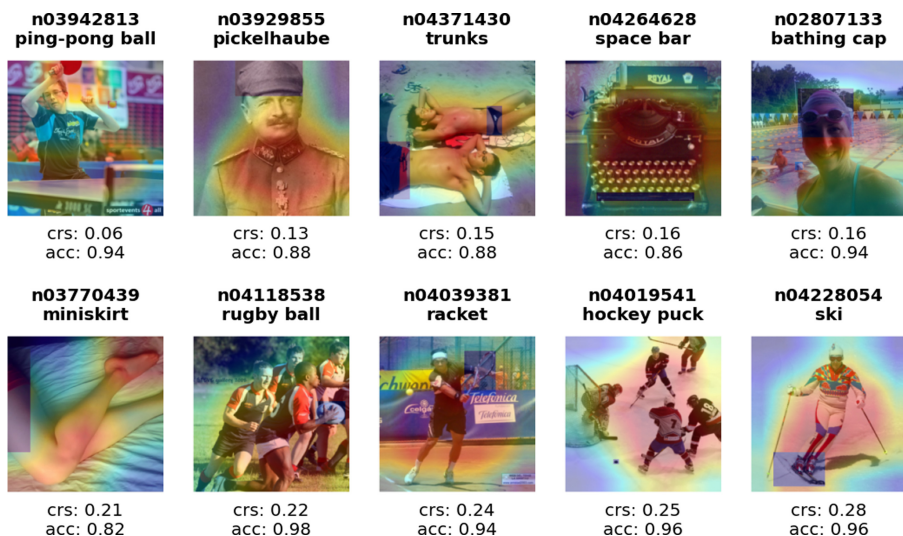 n03942813 n03929855 n04371430 n04264628 n02807133
ping-pong ball pickelhaube trunks space bar bathing cap
ROYAL
sportevents 4 all
crs: 0.06 crs: 0.13 crs: 0.15 crs: 0.16 crs: 0.16
acc: 0.94 acc: 0.88 acc: 0.88 acc: 0.86 acc: 0.94
n03770439 n04118538 n04039381 n04019541 n04228054
miniskirt rugby ball racket hockey puck ski
Telefonica
Telefonica
crs: 0.21 crs: 0.22 crs: 0.24 crs: 0.25 crs: 0.28
acc: 0.82 acc: 0.98 acc: 0.94 acc: 0.96 acc: 0.96